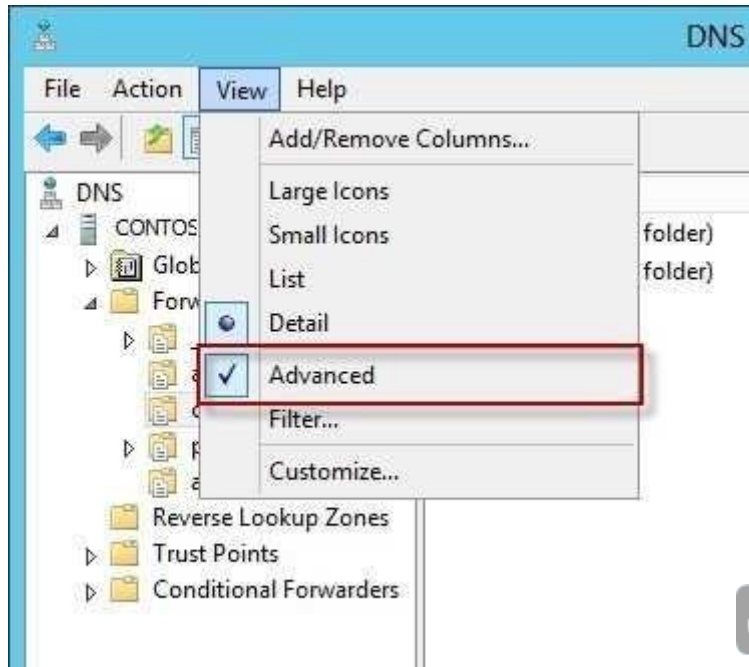 DNS
File Action View Help
Add/Remove Columns...
DNS
Large Icons
CONTOS
Small Icons
folder)
Glob
List
folder)
Forw
Detail
Advanced
Filter...
Customize...
Reverse Lookup Zones
Trust Points
Conditional Forwarders